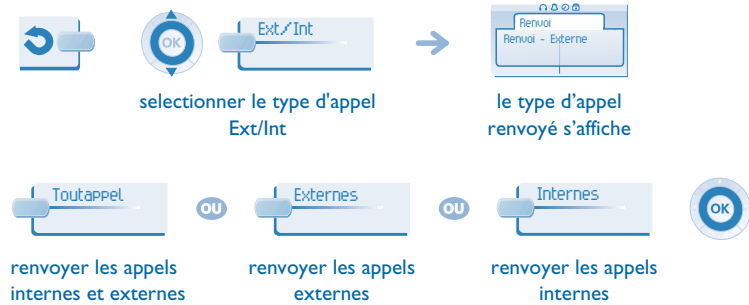 OK
Ext/Int
Renvoi
Renvoi - Externe
selectionner le type d'appel
Ext/Int
le type d’appel
renvoyé s’affiche
Toutappel
OU
Externes
OU
Internes
OK
renvoyer les appels
internes et externes
renvoyer les appels
externes
renvoyer les appels
internes